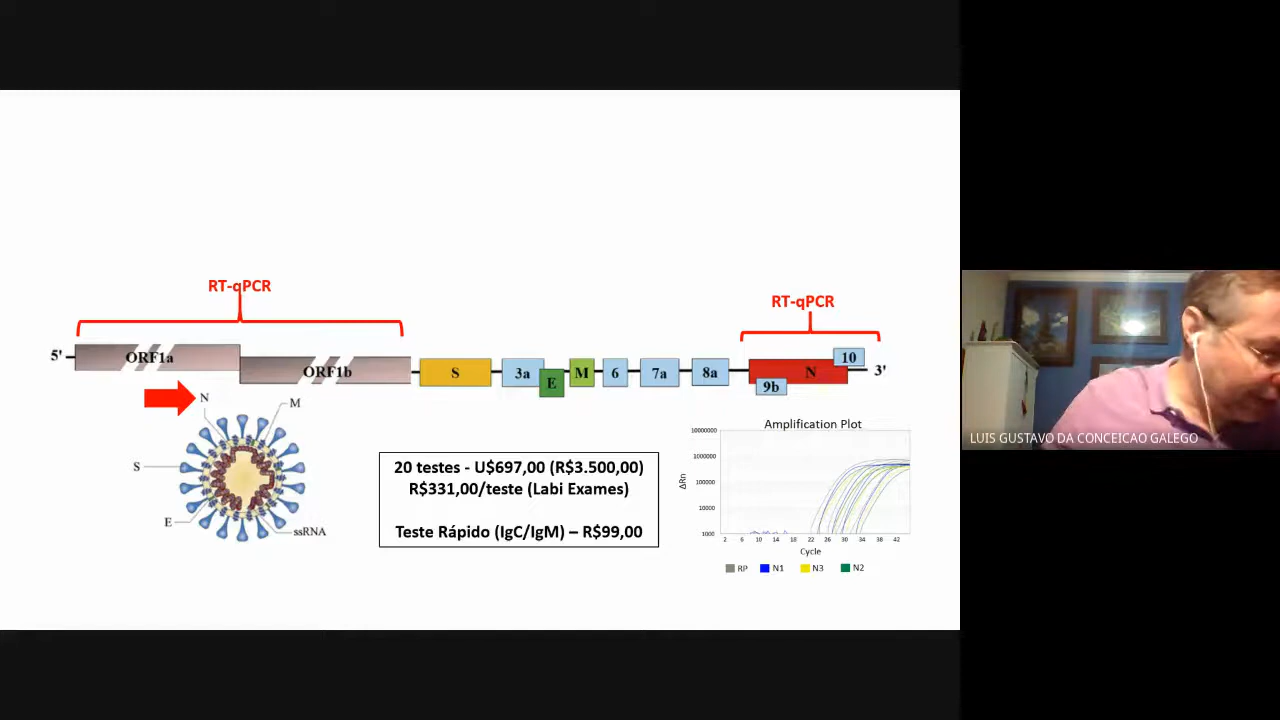 RT-qPCR
RT-qPCR
5'
ORF1a
ORF1b
S
3a
E
M
6
7a
8a
9b
N
10
3'
N
M
S
E
ssRNA
20 testes - U$697,00 (R$3.500,00)
R$331,00/teste (Labi Exames)
Teste Rápido (IgC/IgM) – R$99,00
Amplification Plot
10000000
1000000
100000
10000
1000
ΔRn
2 6 10 14 18 22 26 30 34 38 42
Cycle
RP N1 N3 N2
LUIS GUSTAVO DA CONCEICAO GALEGO